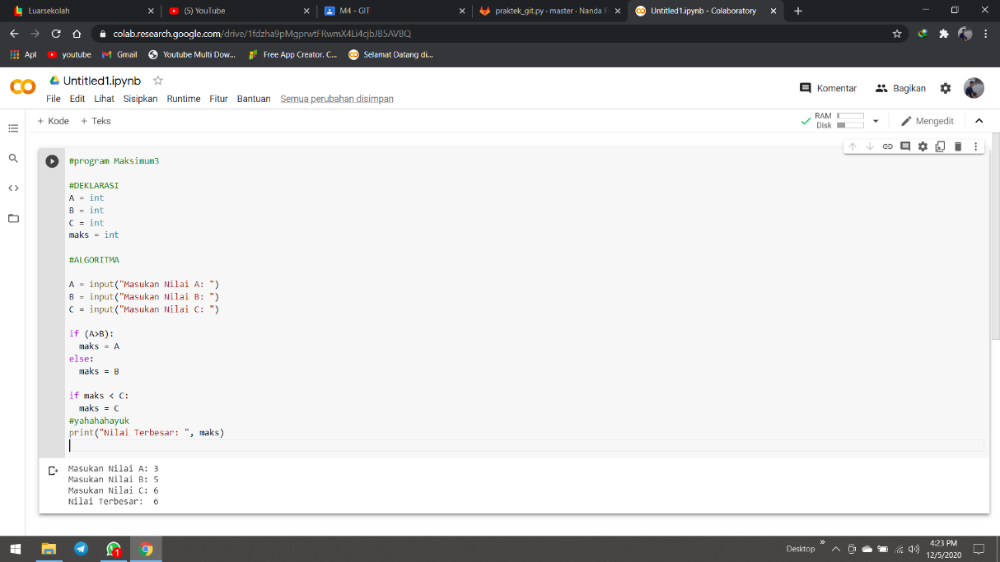 Luarsekolah
(5) YouTube
M4 - GIT
praktek_git.py · master · Nanda F
Untitled1.ipynb - Colaboratory
colab.research.google.com/drive/1fdzha9pMgprwtFRwmX4Li4cjbJB5AVBQ
Apl
youtube
Gmail
Youtube Multi Dow...
Free App Creator. C...
Selamat Datang di...
Untitled1.ipynb
File Edit Lihat Sisipkan Runtime Fitur Bantuan Semua perubahan disimpan
Komentar
Bagikan
+ Kode + Teks
RAM
Disk
Mengedit
#program Maksimum3
#DEKLARASI
A = int
B = int
C = int
maks = int
#ALGORITMA
A = input("Masukan Nilai A: ")
B = input("Masukan Nilai B: ")
C = input("Masukan Nilai C: ")
if (A>B):
maks = A
else:
maks = B
if maks < C:
maks = C
#yahahahayuk
print("Nilai Terbesar: ", maks)
Masukan Nilai A: 3
Masukan Nilai B: 5
Masukan Nilai C: 6
Nilai Terbesar:  6
1
Desktop
4:23 PM
12/5/2020